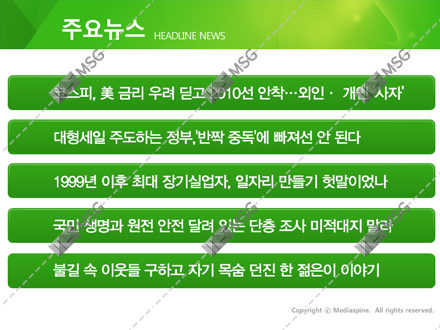 주요뉴스 HEADLINE NEWS
코스피, 美 금리 우려 딛고 2010선 안착…외인· 개인 '사자'
대형세일 주도하는 정부,'반짝 중독'에 빠져선 안 된다
1999년 이후 최대 장기실업자, 일자리 만들기 헛말이었나
국민 생명과 원전 안전 달려 있는 단층 조사 미적대지 말라
불길 속 이웃들 구하고 자기 목숨 던진 한 젊은이 이야기
MSG
MSG
MSG
MSG
MSG
MSG
Copyright ⓒ Mediaspine. All rights reserved.